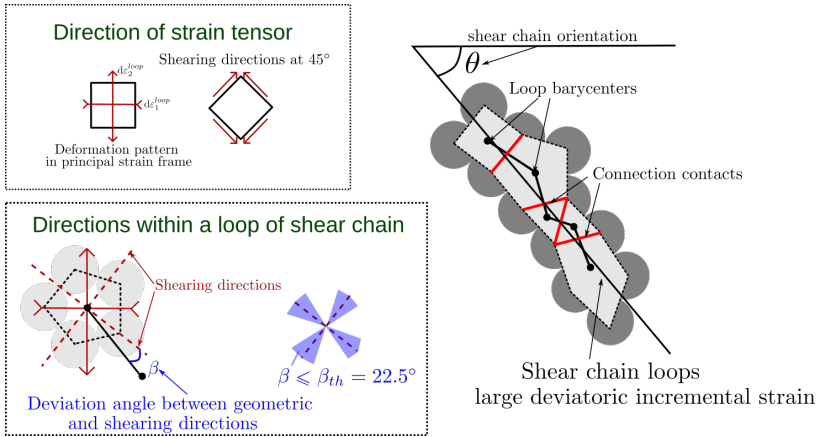 Direction of strain tensor
Shearing directions at 45°
dε₂ˡᵒᵒᵖ
dε₁ˡᵒᵒᵖ
Deformation pattern
in principal strain frame
Directions within a loop of shear chain
Shearing directions
β
β ⩽ βₜₕ = 22.5°
Deviation angle between geometric
and shearing directions
shear chain orientation
θ
Loop barycenters
Connection contacts
Shear chain loops
large deviatoric incremental strain